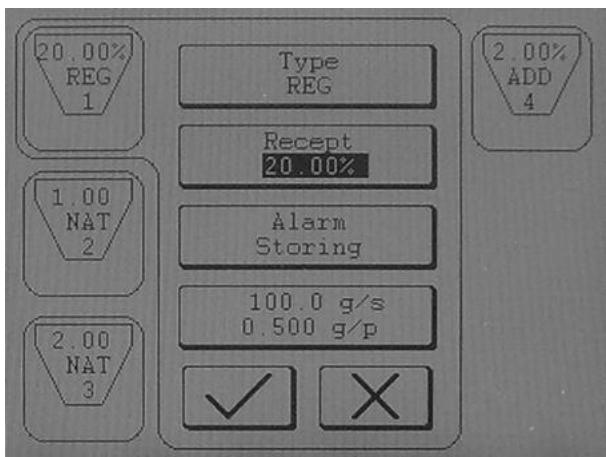 20.00%
REG
1
1.00
NAT
2
2.00
NAT
3
Type
REG
Recept
20.00%
Alarm
Storing
100.0 g/s
0.500 g/p
2.00%
ADD
4